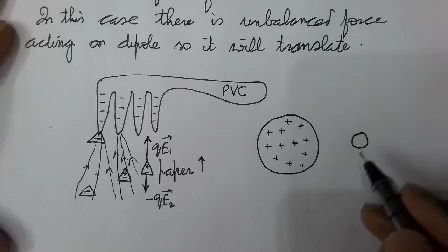 In this case there is unbalanced force
acting on dipole so it will translate.
PVC
qE₁
paper ↑
-qE₂